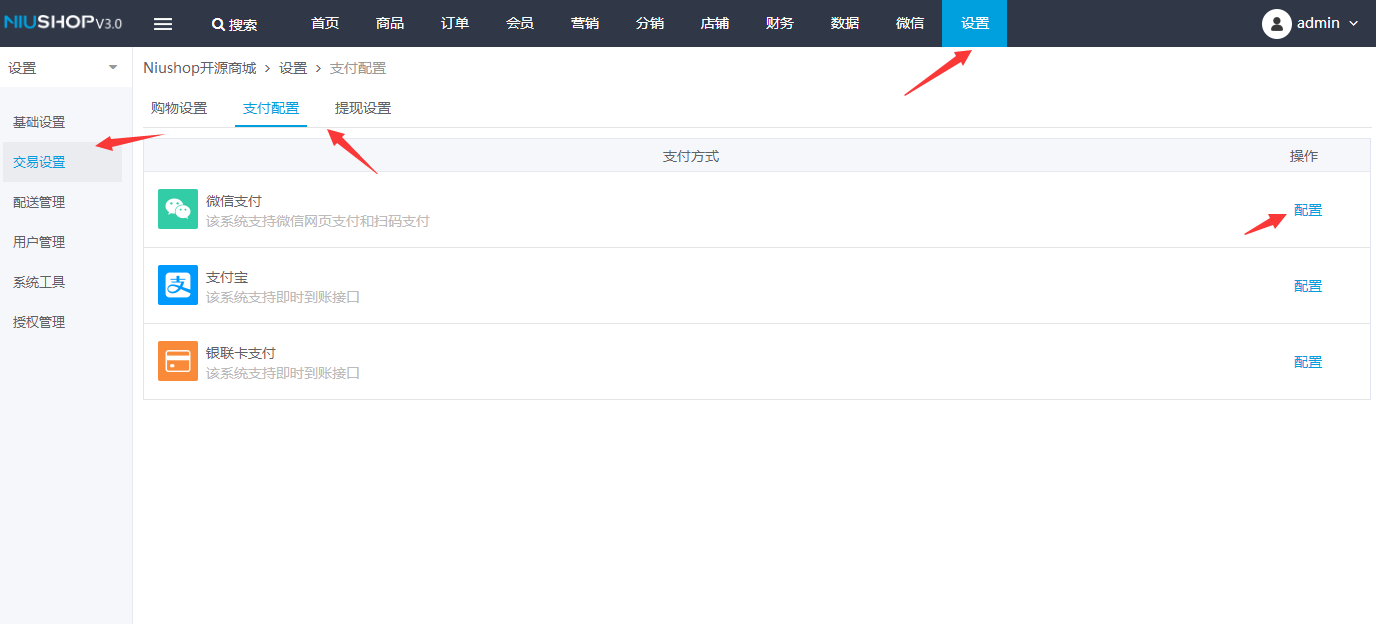 NIUSHOP V3.0
搜索
首页 商品 订单 会员 营销 分销 店铺 财务 数据 微信 设置
admin
设置
Niushop开源商城 > 设置 > 支付配置
购物设置 支付配置 提现设置
基础设置
交易设置
配送管理
用户管理
系统工具
授权管理
支付方式 操作
微信支付
该系统支持微信网页支付和扫码支付
配置
支
支付宝
该系统支持即时到账接口
配置
银联卡支付
该系统支持即时到账接口
配置